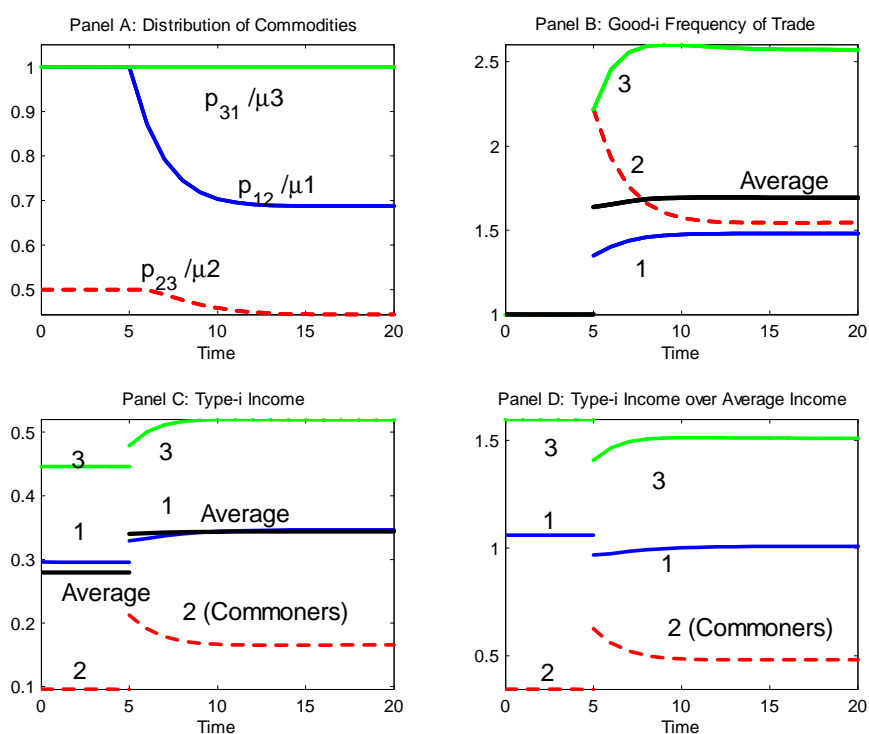 Panel A: Distribution of Commodities
1
0.9
0.8
0.7
0.6
0.5
p31 /μ3
p12/μ1
p23/μ2
0 5 10 15 20
Time
Panel B: Good-i Frequency of Trade
2.5
2
1.5
1
3
2
Average
1
0 5 10 15 20
Time
Panel C: Type-i Income
0.5
0.4
0.3
0.2
0.1
3
3
1
1
Average
Average
2 (Commoners)
2
0 5 10 15 20
Time
Panel D: Type-i Income over Average Income
1.5
1
0.5
3
3
1
1
2 (Commoners)
2
0 5 10 15 20
Time